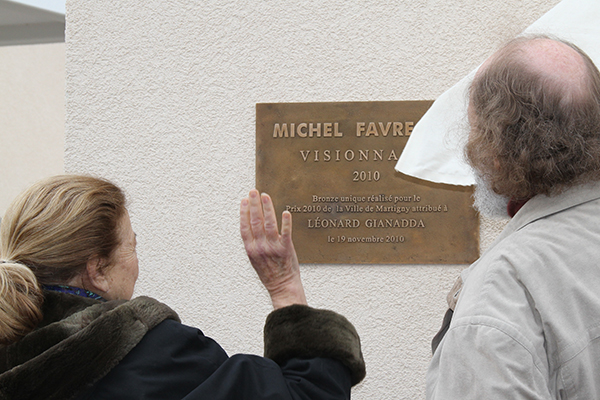 MICHEL FAVRE
VISIONNA
2010
Bronze unique réalisé pour le
Prix 2010 de la Ville de Martigny attribué à
LÉONARD GIANADDA
le 19 novembre 2010